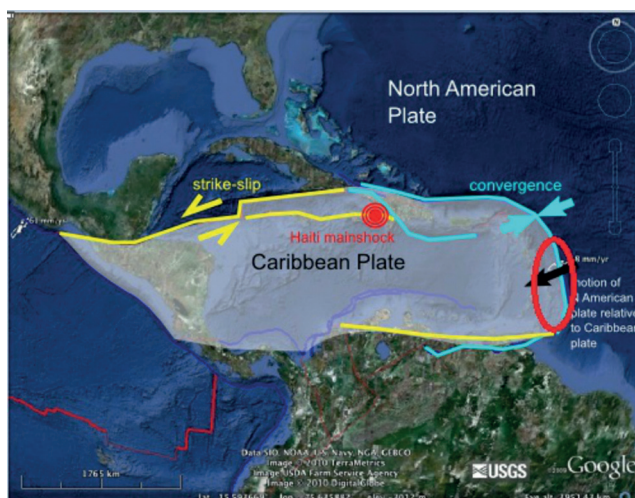 N
North American
Plate
strike-slip
convergence
Haiti mainshock
Caribbean Plate
mm/yr
motion of
N American
plate relative
to Caribbean
plate
Data SIO, NOAA, U.S. Navy, NGA, GEBCO
Image © 2010 TerraMetrics
Image USDA Farm Service Agency
Image © 2010 DigitalGlobe
1765 km
USGS
Google